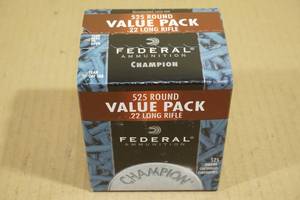 525 ROUND
VALUE PACK
.22 LONG RIFLE
FEDERAL
AMMUNITION
CHAMPION
525 ROUND
VALUE PACK
.22 LONG RIFLE
FEDERAL
AMMUNITION
525
CHAMPION